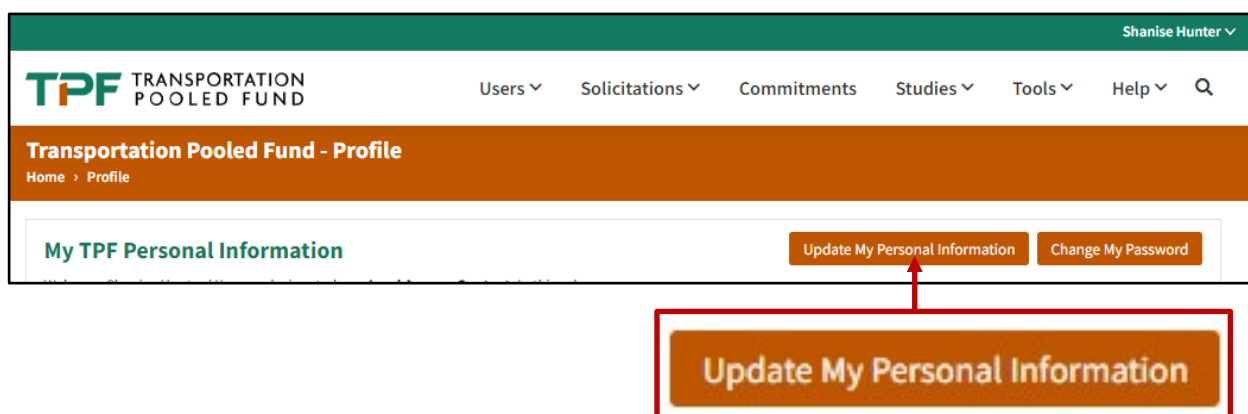 Shanise Hunter
TPF TRANSPORTATION POOLED FUND
Users Solicitations Commitments Studies Tools Help
Transportation Pooled Fund - Profile
Home › Profile
My TPF Personal Information
Update My Personal Information Change My Password
Update My Personal Information